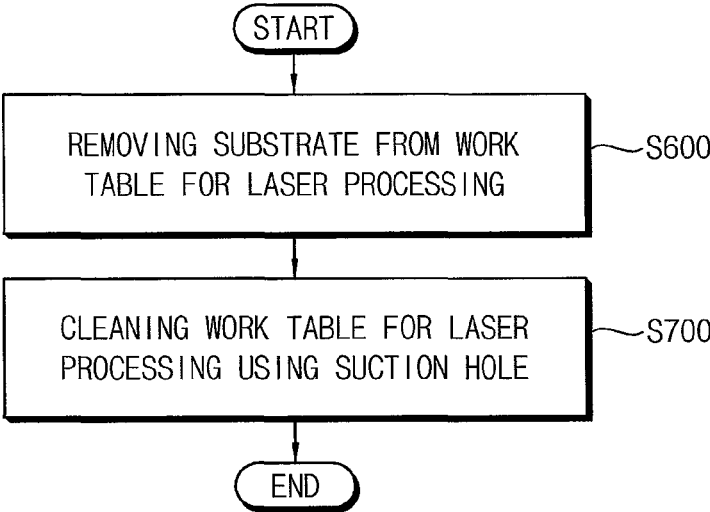 START
REMOVING SUBSTRATE FROM WORK
TABLE FOR LASER PROCESSING
S600
CLEANING WORK TABLE FOR LASER
PROCESSING USING SUCTION HOLE
S700
END